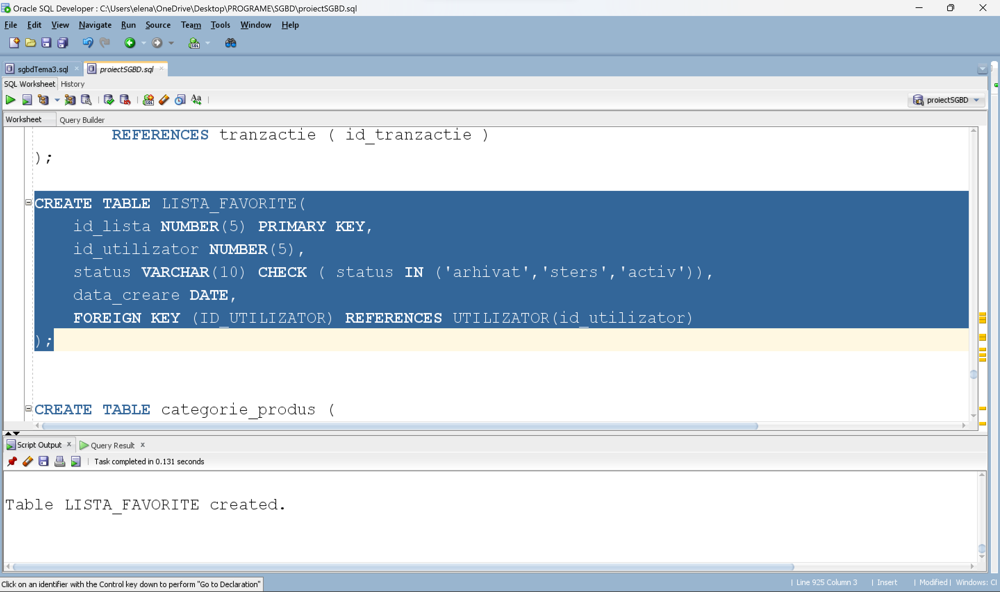 Oracle SQL Developer : C:\Users\elena\OneDrive\Desktop\PROGRAME\SGBD\proiectSGBD.sql
File Edit View Navigate Run Source Team Tools Window Help
sgbdTema3.sql proiectSGBD.sql
SQL Worksheet History
proiectSGBD
Worksheet Query Builder
REFERENCES tranzactie ( id_tranzactie )
);
CREATE TABLE LISTA_FAVORITE(
id_lista NUMBER(5) PRIMARY KEY,
id_utilizator NUMBER(5),
status VARCHAR(10) CHECK ( status IN ('arhivat','sters','activ')),
data_creare DATE,
FOREIGN KEY (ID_UTILIZATOR) REFERENCES UTILIZATOR(id_utilizator)
);
CREATE TABLE categorie_produs (
Script Output x Query Result x
Task completed in 0.131 seconds
Table LISTA_FAVORITE created.
Click on an identifier with the Control key down to perform "Go to Declaration"
| Line 925 Column 3 | Insert | Modified | Windows: Cl